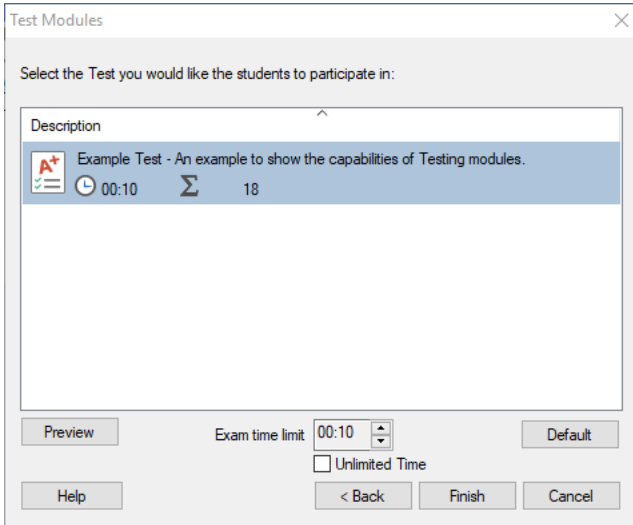 Test Modules
Select the Test you would like the students to participate in:
Description
A+
Example Test - An example to show the capabilities of Testing modules.
00:10 Σ 18
Preview Exam time limit 00:10 Default
Unlimited Time
Help < Back Finish Cancel